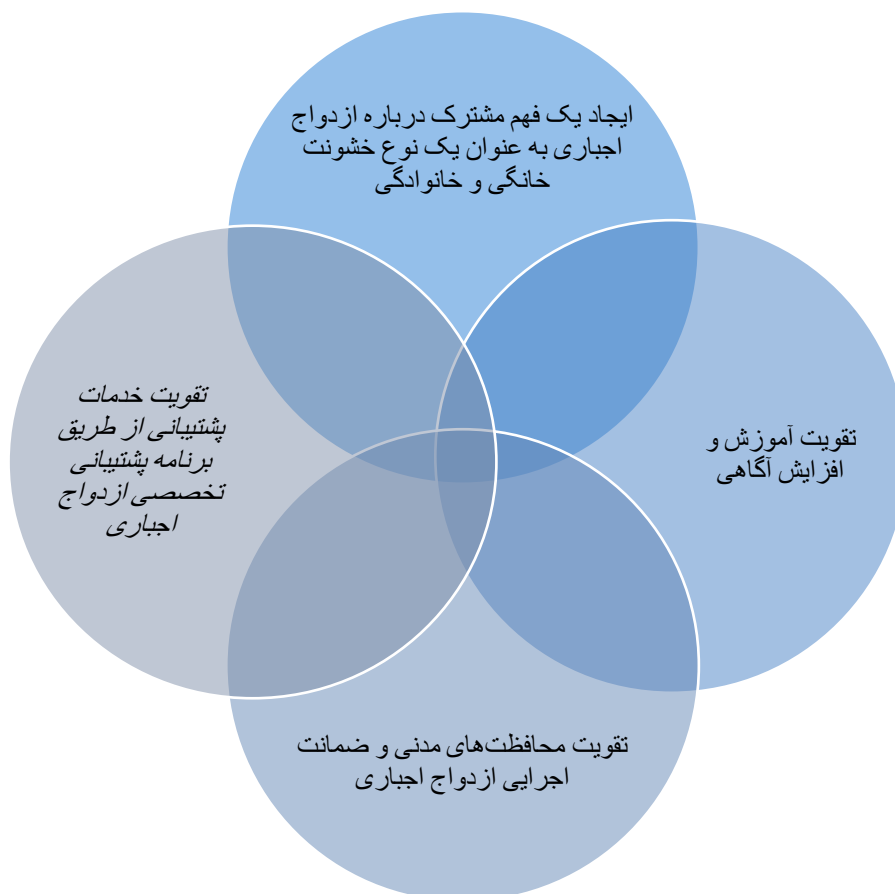 ایجاد یک فهم مشترک درباره ازدواج
اجباری به عنوان یک نوع خشونت
خانگی و خانوادگی
تقویت آموزش و
افزایش آگاهی
تقویت محافظت‌های مدنی و ضمانت
اجرایی ازدواج اجباری
تقویت خدمات
پشتیبانی از طریق
برنامه پشتیبانی
تخصصی ازدواج
اجباری